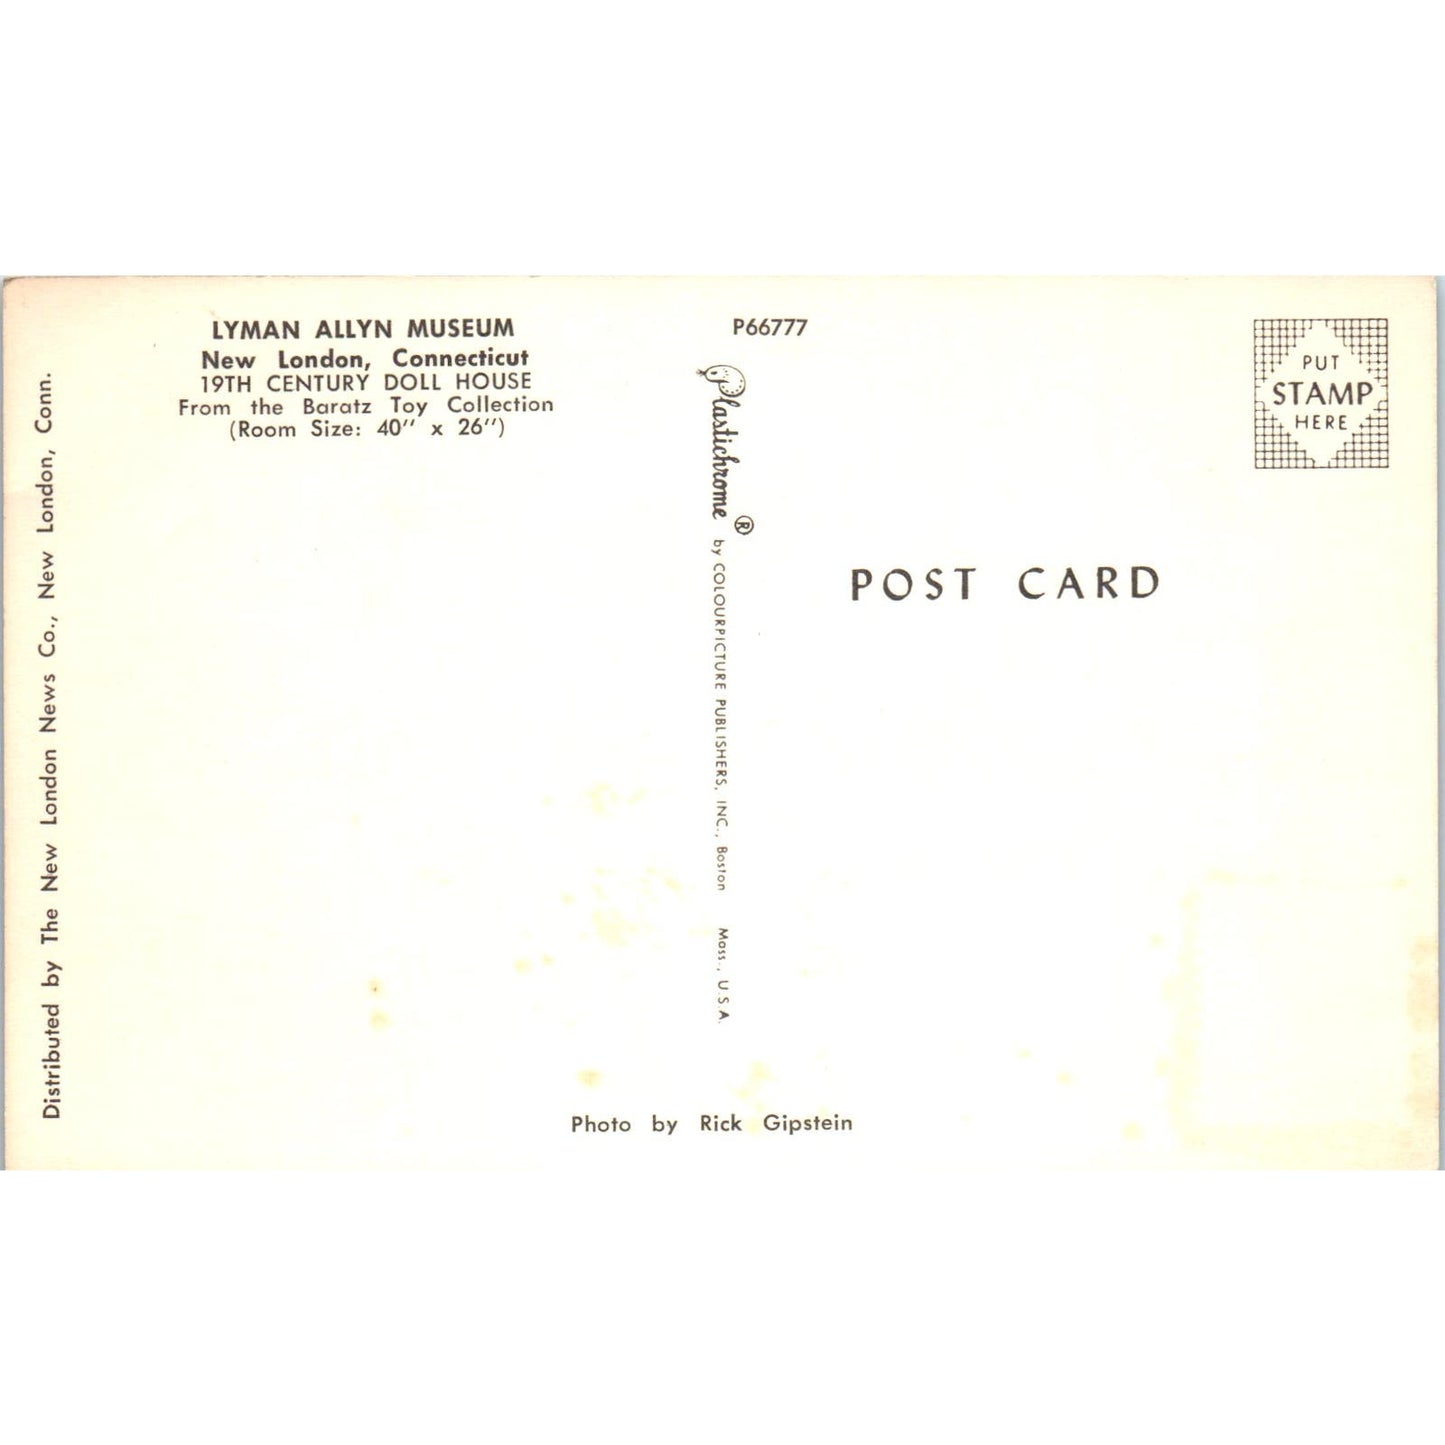 LYMAN ALLYN MUSEUM
New London, Connecticut
19TH CENTURY DOLL HOUSE
From the Baratz Toy Collection
(Room Size: 40" x 26")
Distributed by The New London News Co., New London, Conn.
P66777
Plastichrome ® by COLOURPICTURE PUBLISHERS, INC., Boston Mass., U.S.A.
PUT
STAMP
HERE
POST CARD
Photo by Rick Gipstein